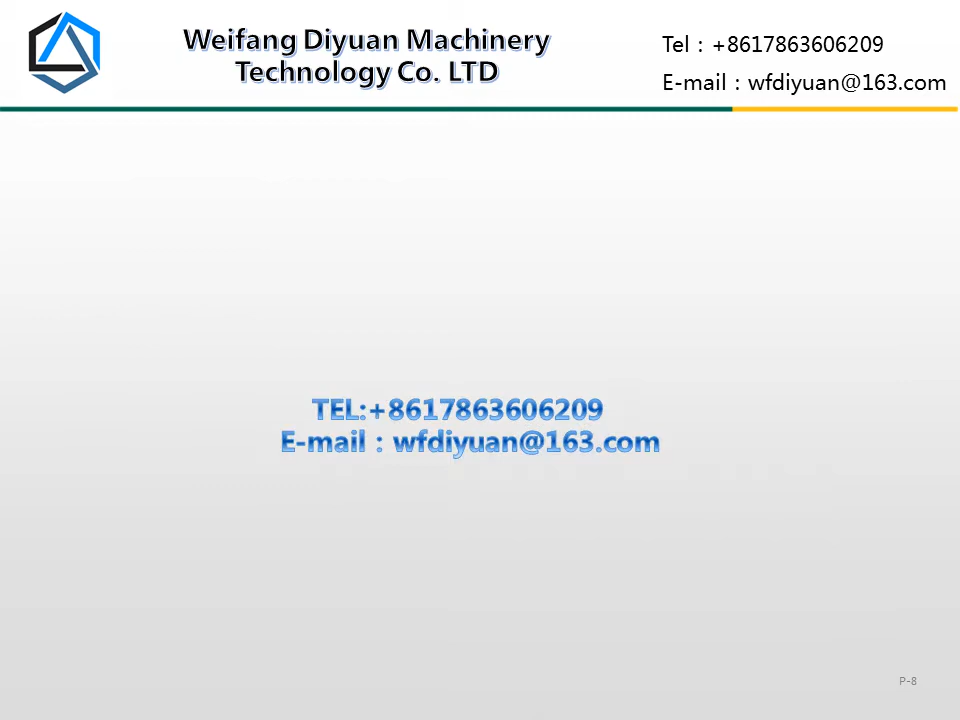 Weifang Diyuan Machinery
Technology Co. LTD
Tel：+8617863606209
E-mail：wfdiyuan@163.com
TEL:+8617863606209
E-mail：wfdiyuan@163.com
P-8